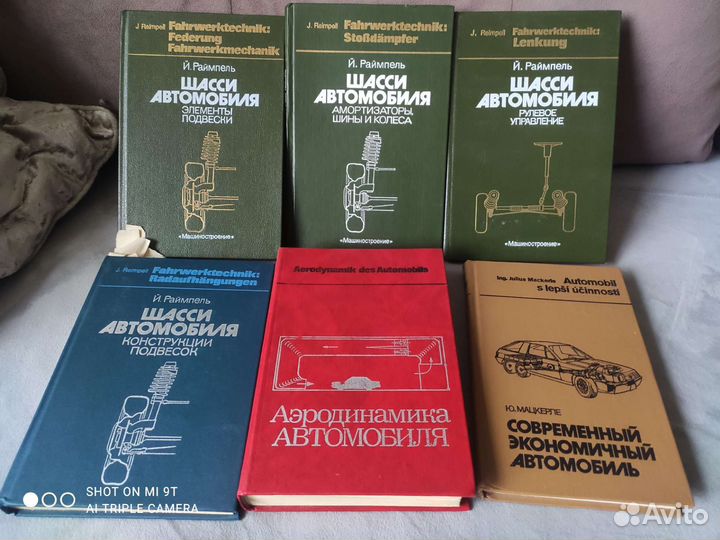 J. Reimpell Fahrwerktechnik:
Federung
Fahrwerkmechanik
Й. Раймпель
ШАССИ
АВТОМОБИЛЯ
ЭЛЕМЕНТЫ
ПОДВЕСКИ
«Машиностроение»
J. Reimpell Fahrwerktechnik:
Stoßdämpfer
Й. Раймпель
ШАССИ
АВТОМОБИЛЯ
АМОРТИЗАТОРЫ,
ШИНЫ И КОЛЕСА
«Машиностроение»
J. Reimpell Fahrwerktechnik:
Lenkung
Й. Раймпель
ШАССИ
АВТОМОБИЛЯ
РУЛЕВОЕ
УПРАВЛЕНИЕ
«Машиностроение»
J. Reimpell Fahrwerktechnik:
Radaufhängungen
Й. Раймпель
ШАССИ
АВТОМОБИЛЯ
КОНСТРУКЦИИ
ПОДВЕСОК
Aerodynamik des Automobils
Аэродинамика
АВТОМОБИЛЯ
Ing. Julius Mackerle Automobil
s lepší účinností
Ю. МАЦКЕРЛЕ
СОВРЕМЕННЫЙ
ЭКОНОМИЧНЫЙ
АВТОМОБИЛЬ
SHOT ON MI 9T
AI TRIPLE CAMERA
Avito